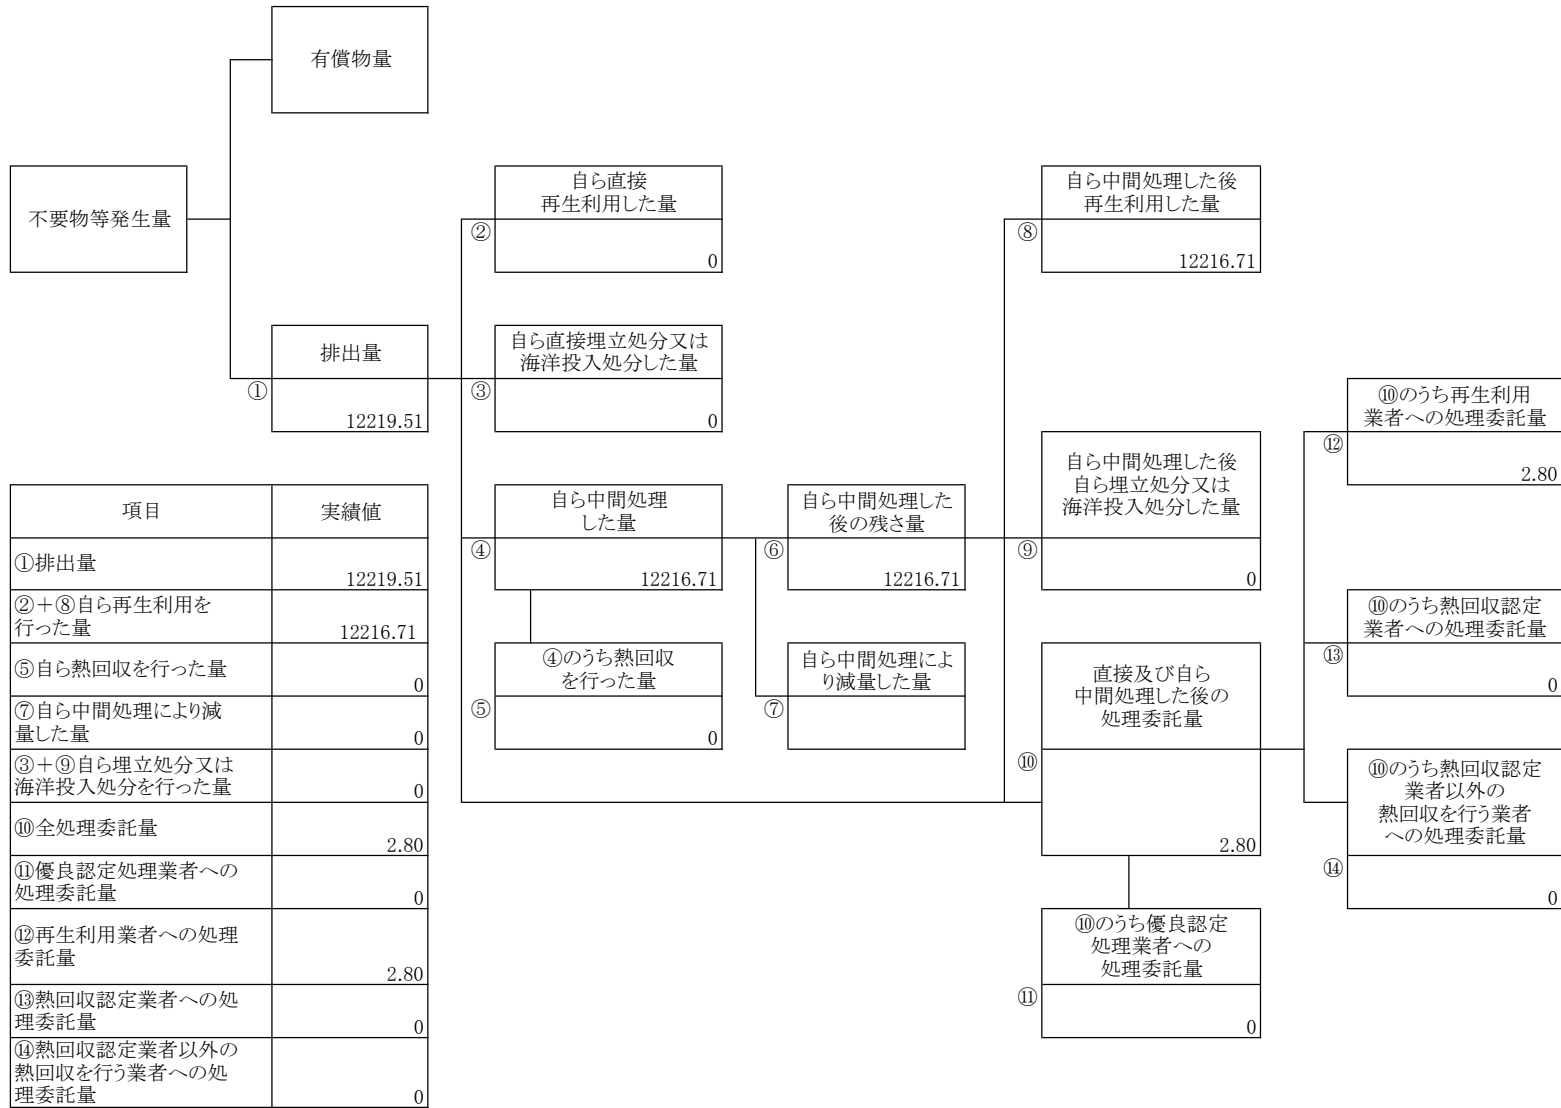 有償物量
不要物等発生量
自ら直接
再生利用した量
②
0
自ら中間処理した後
再生利用した量
⑧
12216.71
排出量
①
12219.51
自ら直接埋立処分又は
海洋投入処分した量
③
0
⑩のうち再生利用
業者への処理委託量
⑫
2.80
自ら中間処理
した量
④
12216.71
自ら中間処理した
後の残さ量
⑥
12216.71
自ら中間処理した後
自ら埋立処分又は
海洋投入処分した量
⑨
0
④のうち熱回収
を行った量
⑤
0
自ら中間処理によ
り減量した量
⑦
直接及び自ら
中間処理した後の
処理委託量
⑩
2.80
⑩のうち熱回収認定
業者への処理委託量
⑬
0
⑩のうち熱回収認定
業者以外の
熱回収を行う業者
への処理委託量
⑭
0
⑩のうち優良認定
処理業者への
処理委託量
⑪
0
項目 実績値
①排出量 12219.51
②+⑧自ら再生利用を
行った量 12216.71
⑤自ら熱回収を行った量 0
⑦自ら中間処理により減
量した量 0
③+⑨自ら埋立処分又は
海洋投入処分を行った量 0
⑩全処理委託量 2.80
⑪優良認定処理業者への
処理委託量 0
⑫再生利用業者への処理
委託量 2.80
⑬熱回収認定業者への処
理委託量 0
⑭熱回収認定業者以外の
熱回収を行う業者への処
理委託量 0